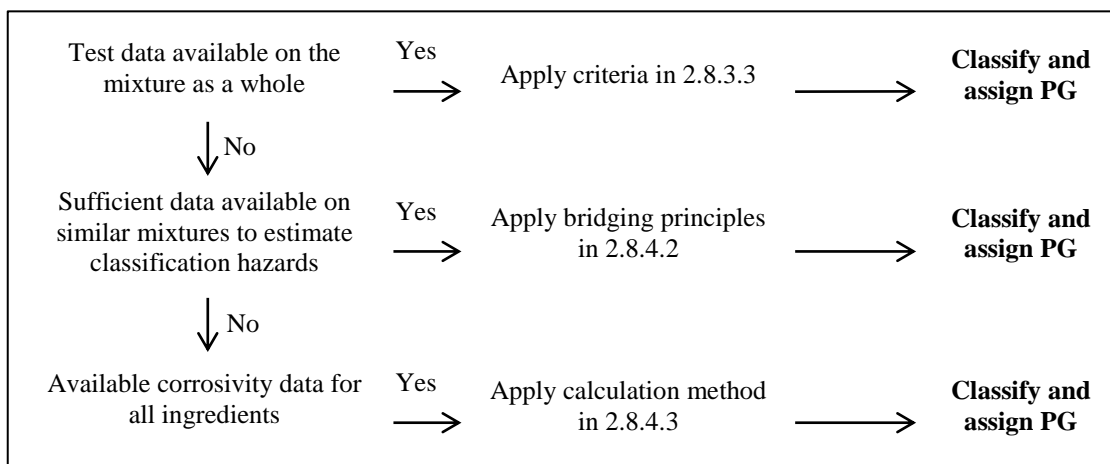 Test data available on the
mixture as a whole
Yes
Apply criteria in 2.8.3.3
Classify and
assign PG
No
Sufficient data available on
similar mixtures to estimate
classification hazards
Yes
Apply bridging principles
in 2.8.4.2
Classify and
assign PG
No
Available corrosivity data for
all ingredients
Yes
Apply calculation method
in 2.8.4.3
Classify and
assign PG